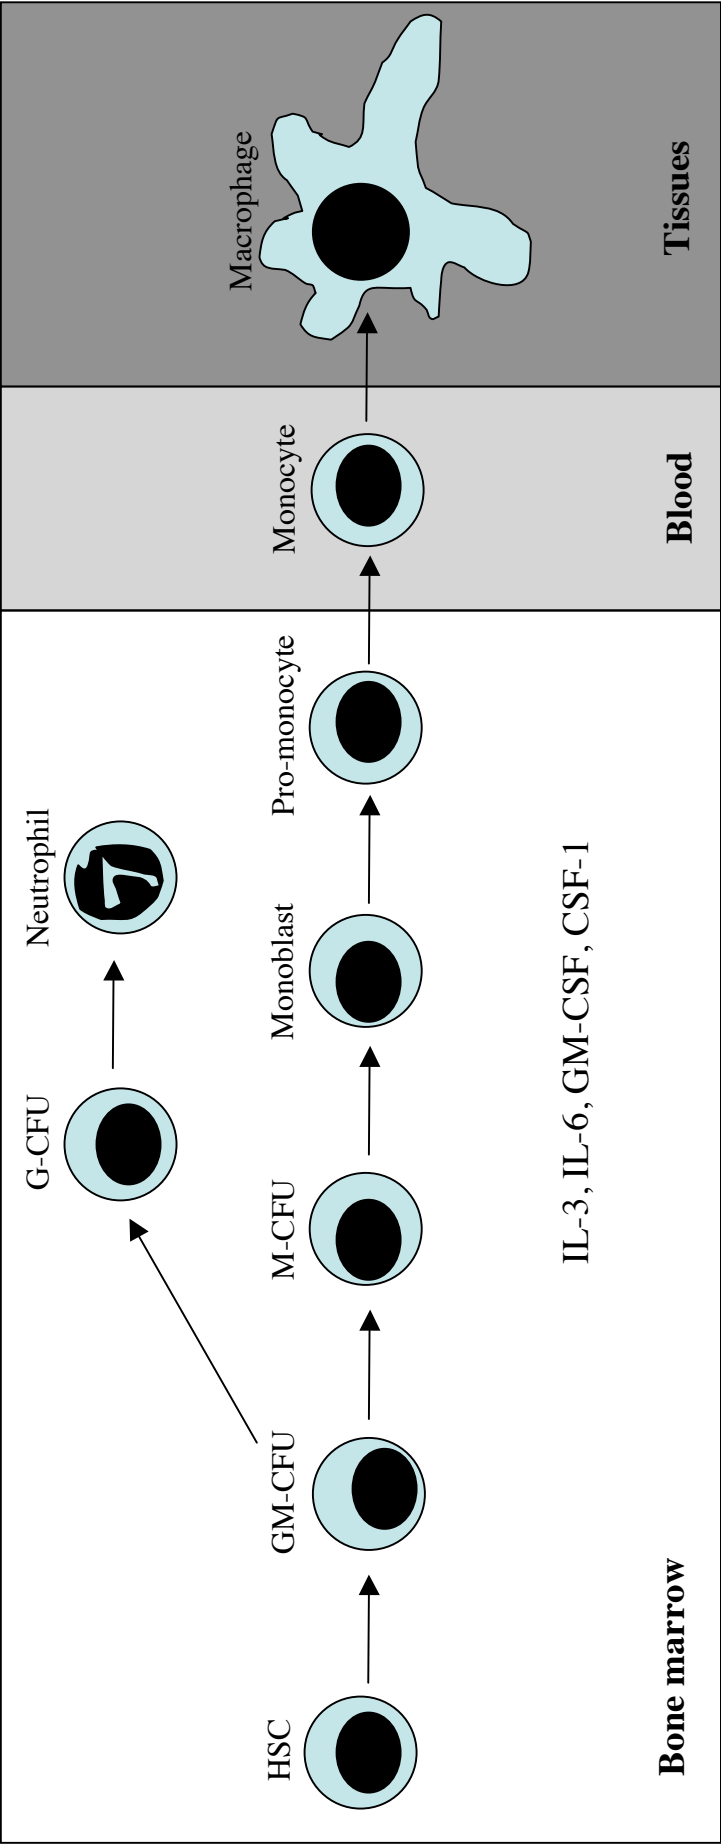 Neutrophil
G-CFU
HSC
GM-CFU
M-CFU
Monoblast
Pro-monocyte
Monocyte
Macrophage
IL-3, IL-6, GM-CSF, CSF-1
Bone marrow
Blood
Tissues